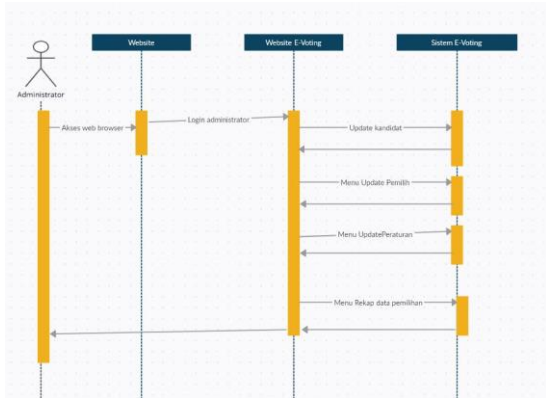 Website
Website E-Voting
Sistem E-Voting
Administrator
Akses web browser
Login administrator
Update kandidat
Menu Update Pemilih
Menu UpdatePeraturan
Menu Rekap data pemilihan